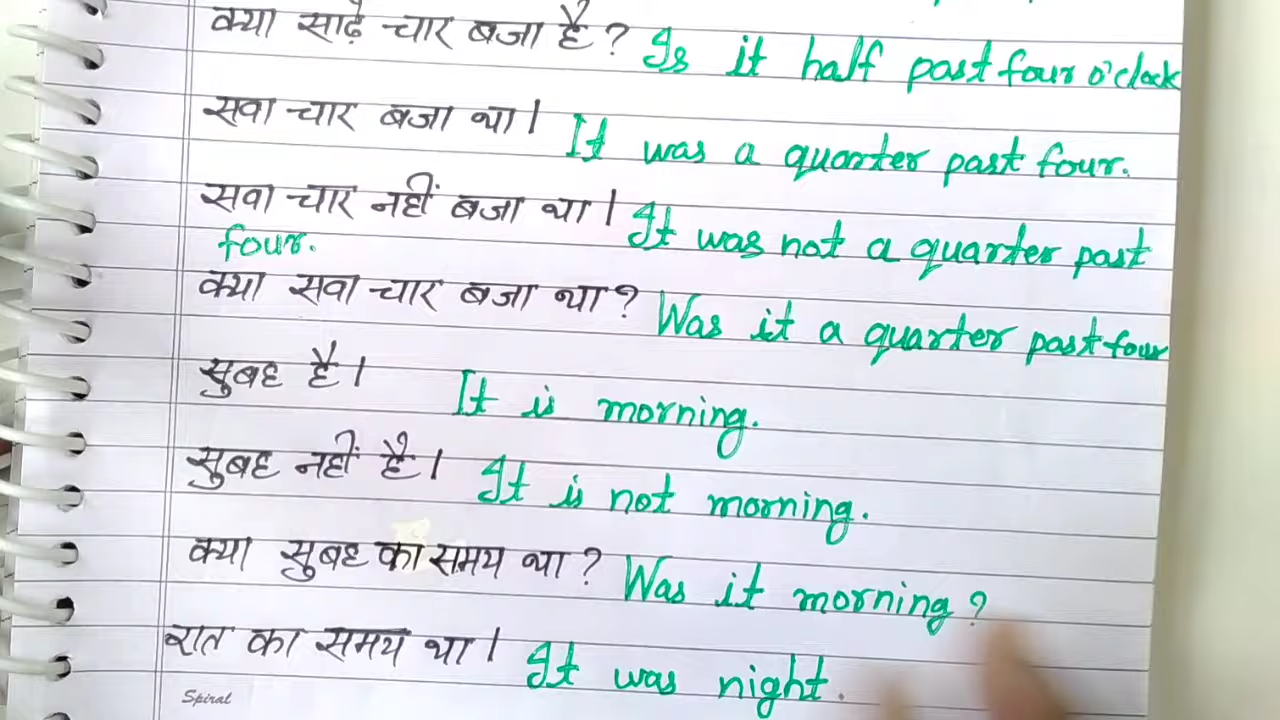 क्या साढ़े चार बजा है? Is it half past four o'clock
सवा चार बजा था। It was a quarter past four.
सवा चार नहीं बजा था। It was not a quarter past
four.
क्या सवा चार बजा था? Was it a quarter past four
सुबह है। It is morning.
सुबह नहीं है। It is not morning.
क्या सुबह का समय था? Was it morning?
रात का समय था। It was night.
Spiral